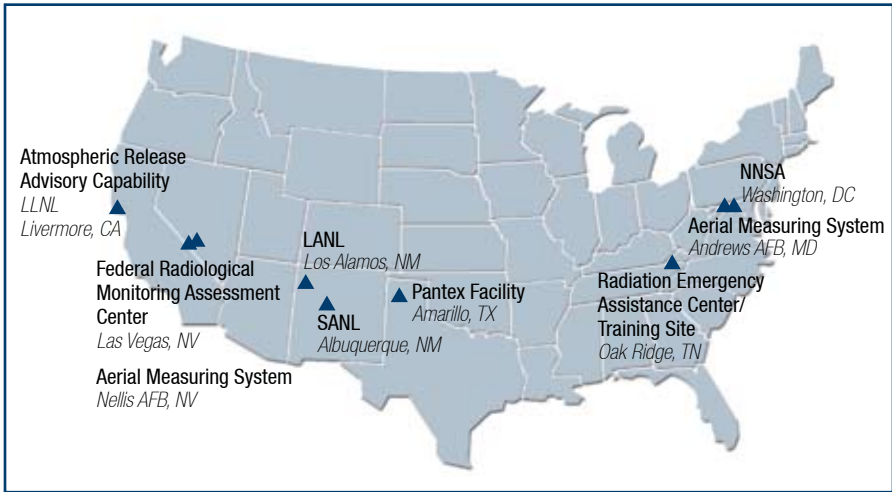 Atmospheric Release
Advisory Capability
LLNL
Livermore, CA
Federal Radiological
Monitoring Assessment
Center
Las Vegas, NV
Aerial Measuring System
Nellis AFB, NV
LANL
Los Alamos, NM
SANL
Albuquerque, NM
Pantex Facility
Amarillo, TX
NNSA
Washington, DC
Aerial Measuring System
Andrews AFB, MD
Radiation Emergency
Assistance Center/
Training Site
Oak Ridge, TN